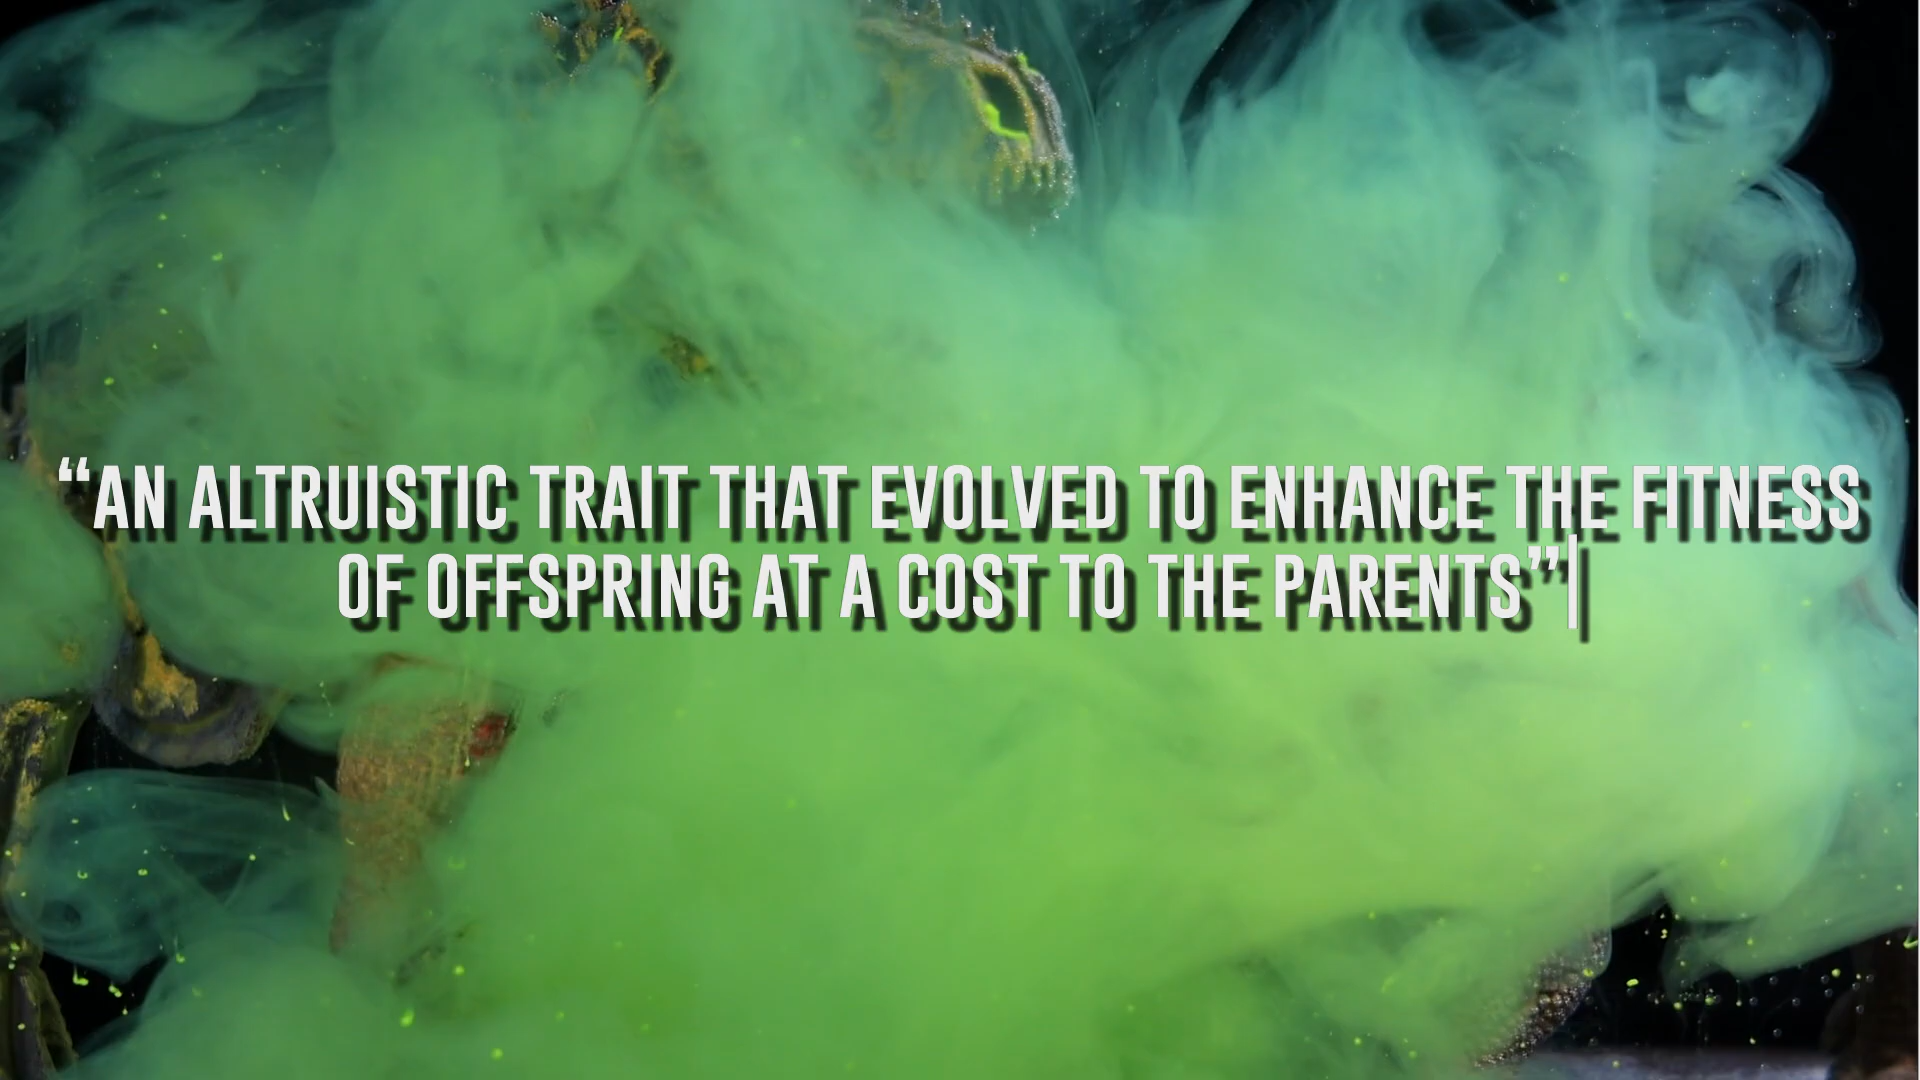 “AN ALTRUISTIC TRAIT THAT EVOLVED TO ENHANCE THE FITNESS
OF OFFSPRING AT A COST TO THE PARENTS”